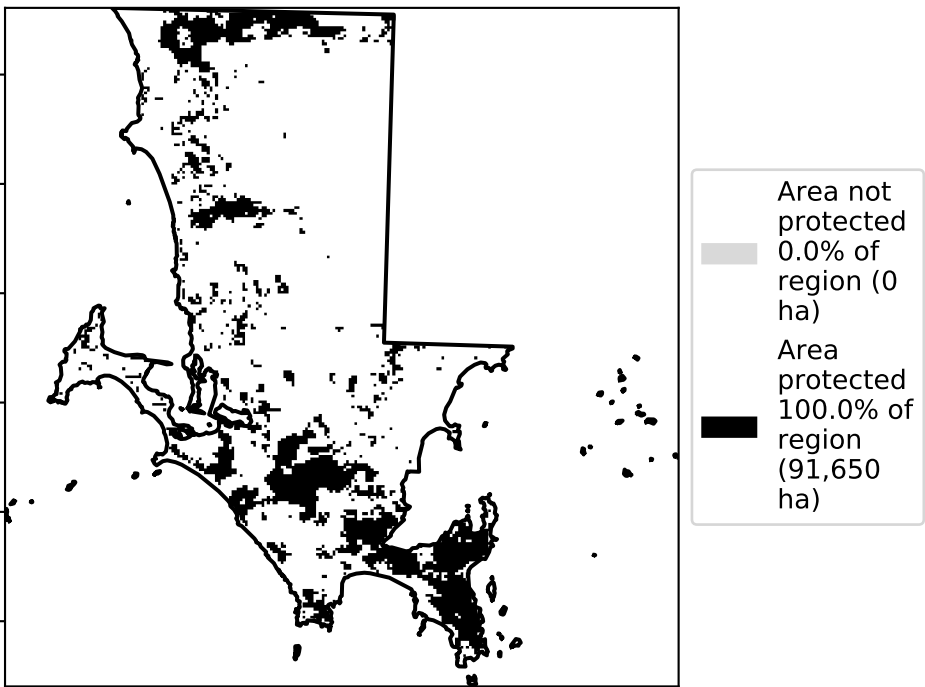 Area not
protected
0.0% of
region (0
ha)
Area
protected
100.0% of
region
(91,650
ha)